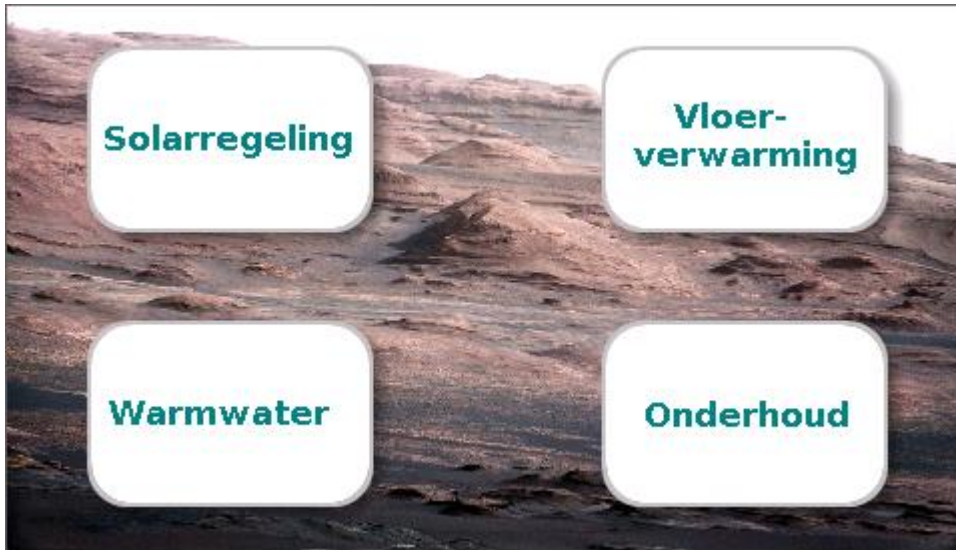 Solarregeling
Vloer-
verwarming
Warmwater
Onderhoud